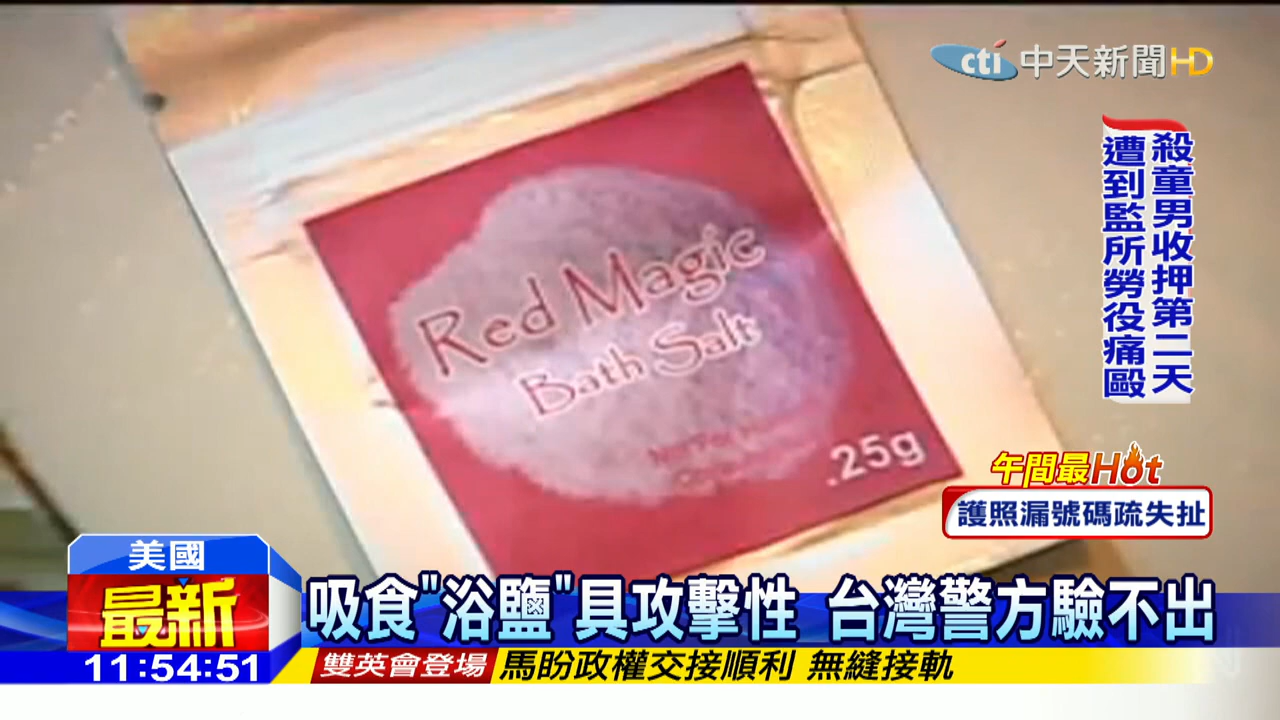 cti 中天新聞HD
殺童男收押第二天
遭到監所勞役痛毆
Red Magic
Bath Salt
.25g
午間最Hot
護照漏號碼疏失扯
美國
最新
11:54:51
吸食"浴鹽"具攻擊性 台灣警方驗不出
雙英會登場 馬盼政權交接順利 無縫接軌